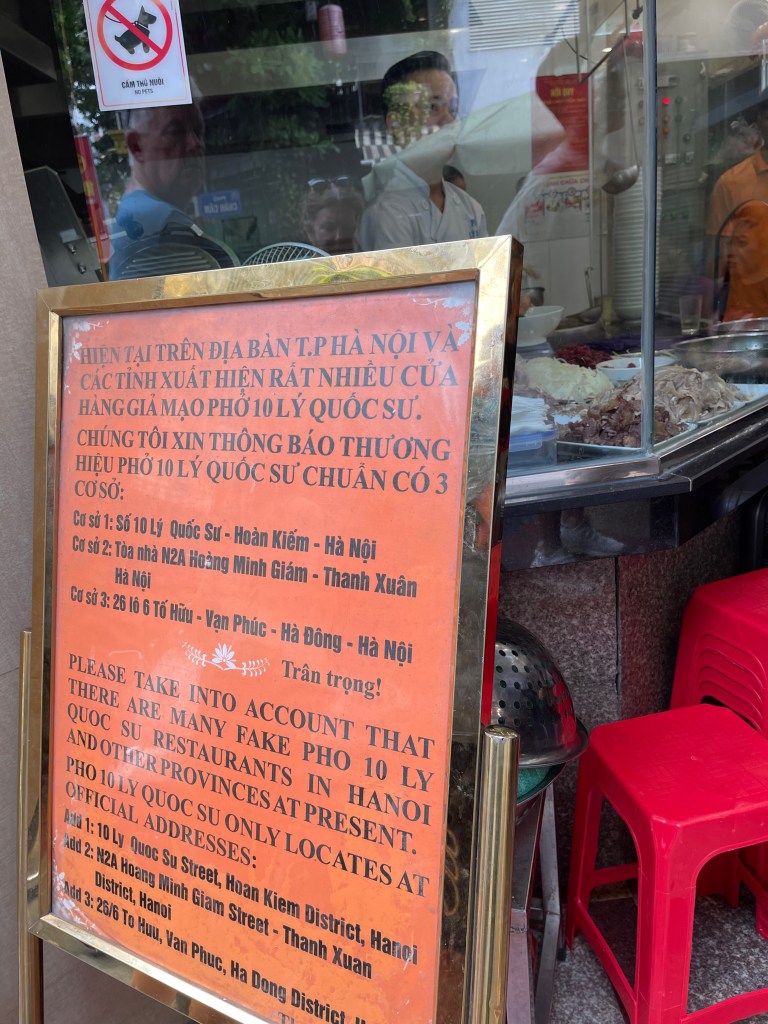 CẤM THÚ NUÔI
NO PETS
HIỆN TẠI TRÊN ĐỊA BÀN T.P HÀ NỘI VÀ
CÁC TỈNH XUẤT HIỆN RẤT NHIỀU CỬA
HÀNG GIẢ MẠO PHỞ 10 LÝ QUỐC SƯ.
CHÚNG TÔI XIN THÔNG BÁO THƯƠNG
HIỆU PHỞ 10 LÝ QUỐC SƯ CHUẨN CÓ 3
CƠ SỞ:
Cơ sở 1: Số 10 Lý Quốc Sư - Hoàn Kiếm - Hà Nội
Cơ sở 2: Tòa nhà N2A Hoàng Minh Giám - Thanh Xuân
Hà Nội
Cơ sở 3: 26 lô 6 Tố Hữu - Vạn Phúc - Hà Đông - Hà Nội
Trân trọng!
PLEASE TAKE INTO ACCOUNT THAT
THERE ARE MANY FAKE PHO 10 LY
QUOC SU RESTAURANTS IN HANOI
AND OTHER PROVINCES AT PRESENT.
PHO 10 LY QUOC SU ONLY LOCATES AT
OFFICIAL ADDRESSES:
Add 1: 10 Ly Quoc Su Street, Hoan Kiem District, Hanoi
Add 2: N2A Hoang Minh Giam Street - Thanh Xuan
District, Hanoi
Add 3: 26/6 To Huu, Van Phuc, Ha Dong District,